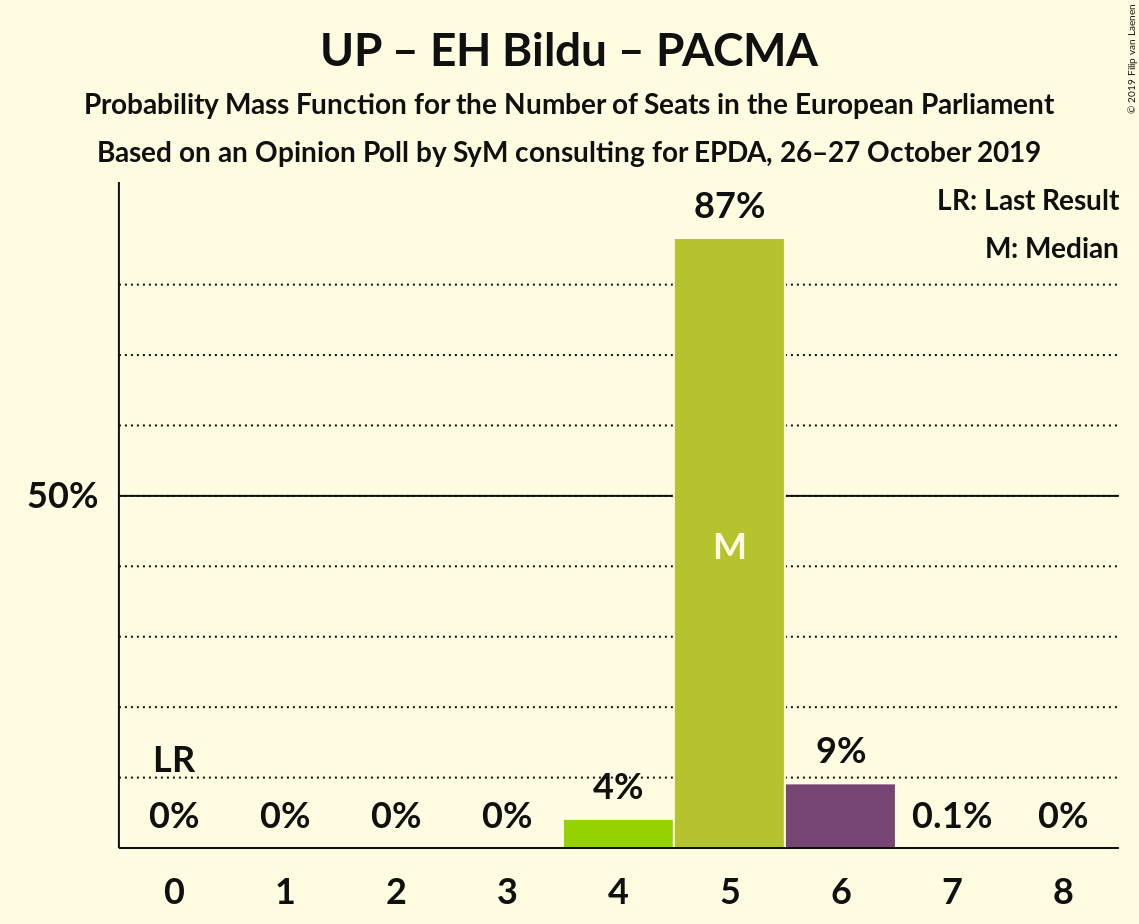 UP – EH Bildu – PACMA
Probability Mass Function for the Number of Seats in the European Parliament
Based on an Opinion Poll by SyM consulting for EPDA, 26–27 October 2019
© 2019 Filip van Laenen
LR: Last Result
M: Median
87%
50%
M
LR
9%
4%
0% 0% 0% 0% 0.1% 0%
0 1 2 3 4 5 6 7 8